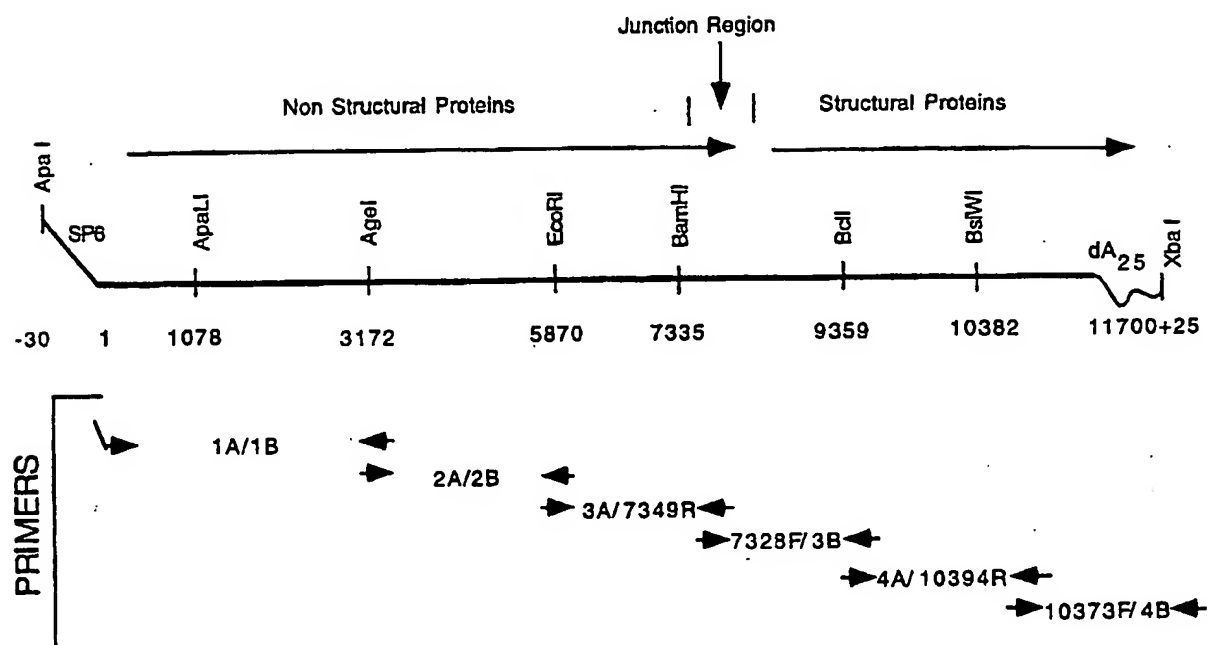 Junction Region
Non Structural Proteins
Structural Proteins
Apa I
SP6
ApaLI
AgeI
EcoRI
BamHI
BclI
BsiWI
dA25
Xba I
-30 1 1078 3172 5870 7335 9359 10382 11700+25
PRIMERS
1A/1B
2A/2B
3A/7349R
7328F/3B
4A/10394R
10373F/4B